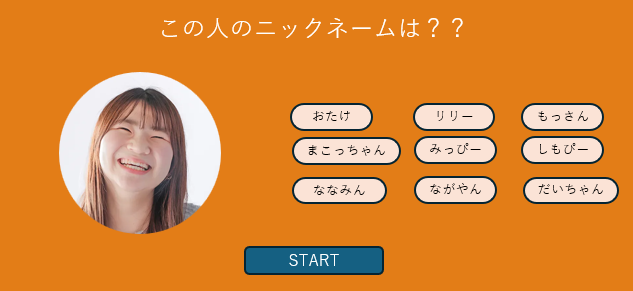 この人のニックネームは？？
おたけ リリー もっさん
まこっちゃん みっぴー しもぴー
ななみん ながやん だいちゃん
START